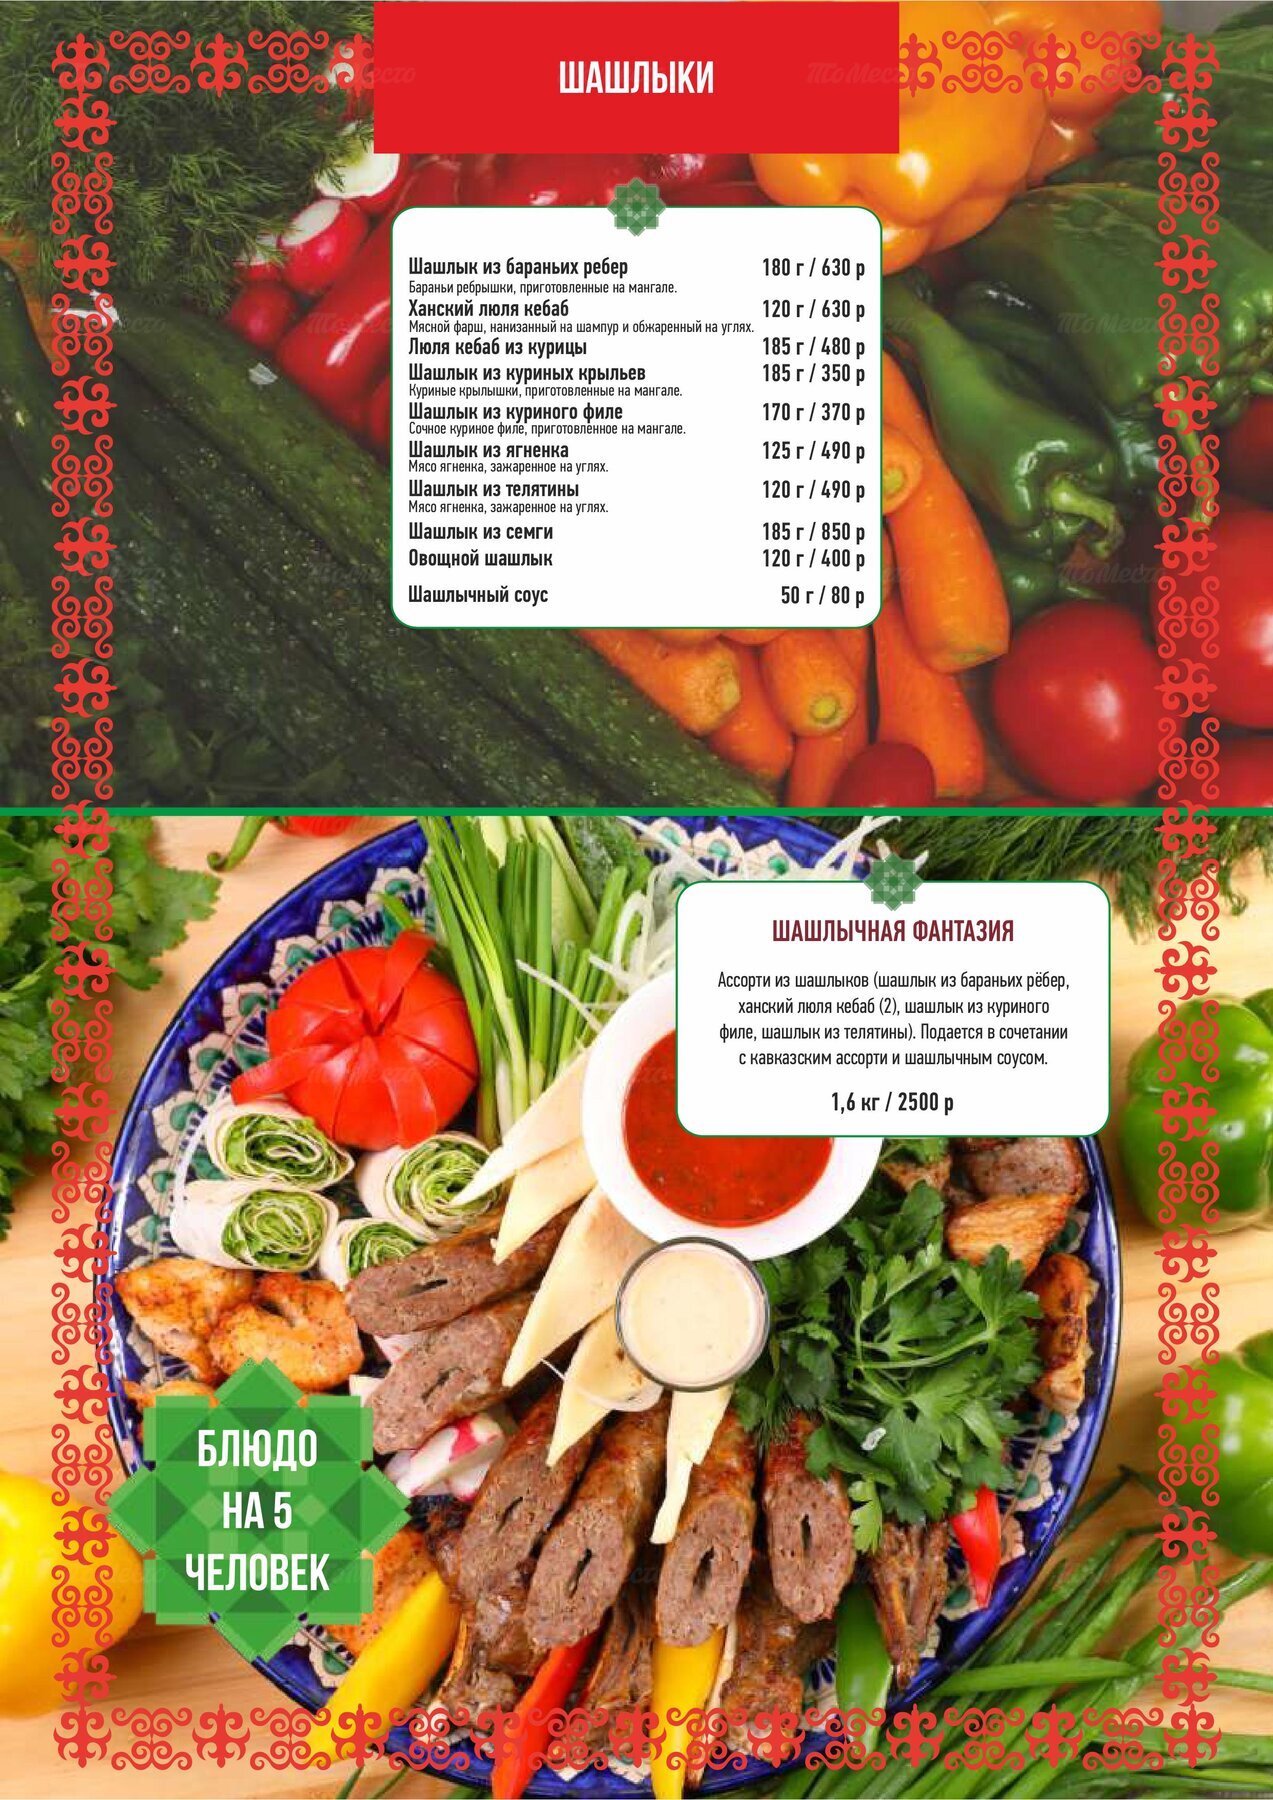 ШАШЛЫКИ
Шашлык из бараньих ребер 180 г / 630 р
Бараньи ребрышки, приготовленные на мангале.
Ханский люля кебаб 120 г / 630 р
Мясной фарш, нанизанный на шампур и обжаренный на углях.
Люля кебаб из курицы 185 г / 480 р
Шашлык из куриных крыльев 185 г / 350 р
Куриные крылышки, приготовленные на мангале.
Шашлык из куриного филе 170 г / 370 р
Сочное куриное филе, приготовленное на мангале.
Шашлык из ягненка 125 г / 490 р
Мясо ягненка, зажаренное на углях.
Шашлык из телятины 120 г / 490 р
Мясо ягненка, зажаренное на углях.
Шашлык из семги 185 г / 850 р
Овощной шашлык 120 г / 400 р
Шашлычный соус 50 г / 80 р
ШАШЛЫЧНАЯ ФАНТАЗИЯ
Ассорти из шашлыков (шашлык из бараньих рёбер,
ханский люля кебаб (2), шашлык из куриного
филе, шашлык из телятины). Подается в сочетании
с кавказским ассорти и шашлычным соусом.
1,6 кг / 2500 р
БЛЮДО
НА 5
ЧЕЛОВЕК